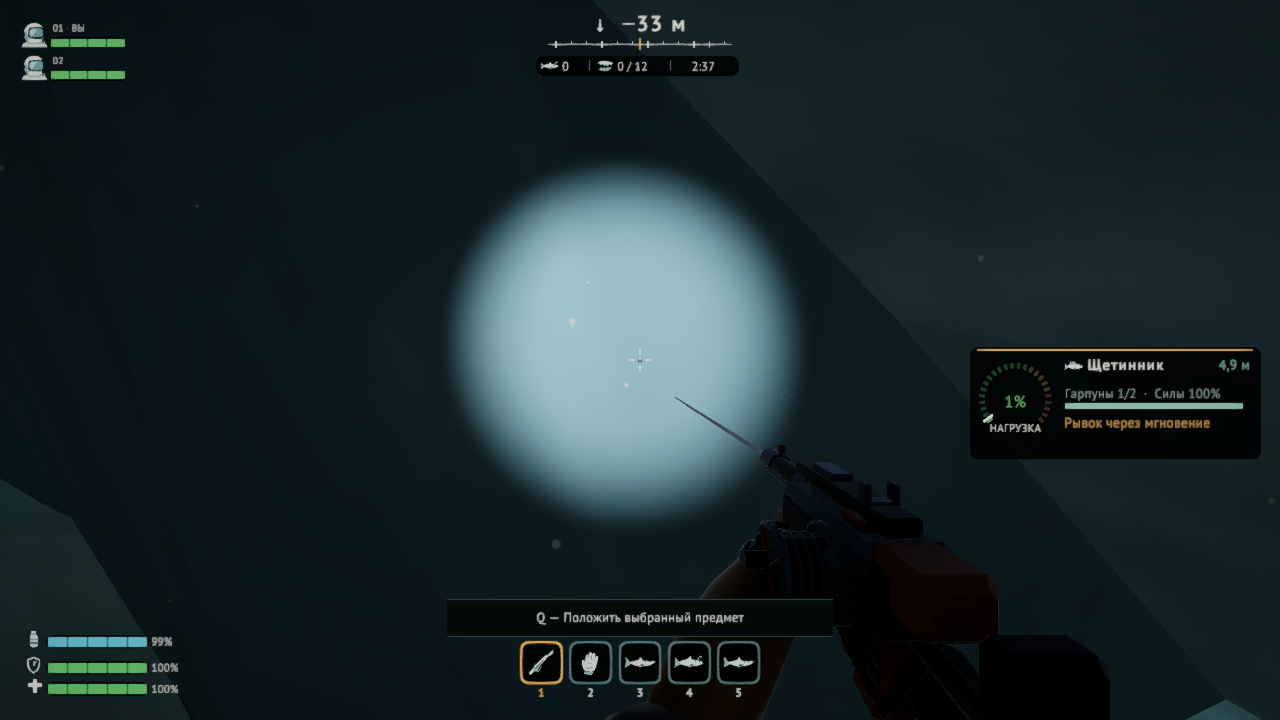 01 · ВЫ
02
−33 м
0
0 / 12
2:37
Щетинник
4,9 м
Гарпуны 1/2 · Силы 100%
1%
Рывок через мгновение
НАГРУЗКА
Q — Положить выбранный предмет
99%
100%
100%
1
2
3
4
5